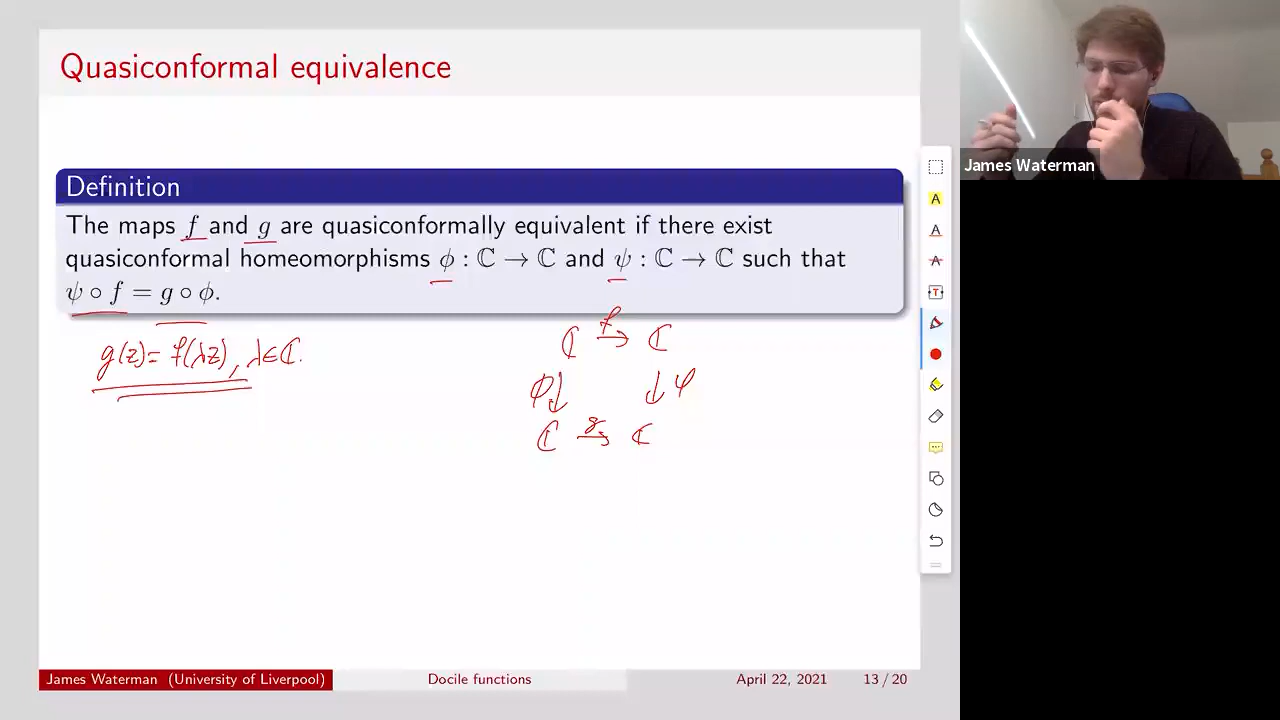 Quasiconformal equivalence
Definition
The maps f and g are quasiconformally equivalent if there exist
quasiconformal homeomorphisms ϕ : ℂ → ℂ and ψ : ℂ → ℂ such that
ψ ∘ f = g ∘ ϕ.
g(z) = f(λz), λ∈ℂ.
ℂ f→ ℂ
ϕ↓ ↓ψ
ℂ g→ ℂ
James Waterman (University of Liverpool) Docile functions April 22, 2021 13 / 20
James Waterman
A
A
A
T